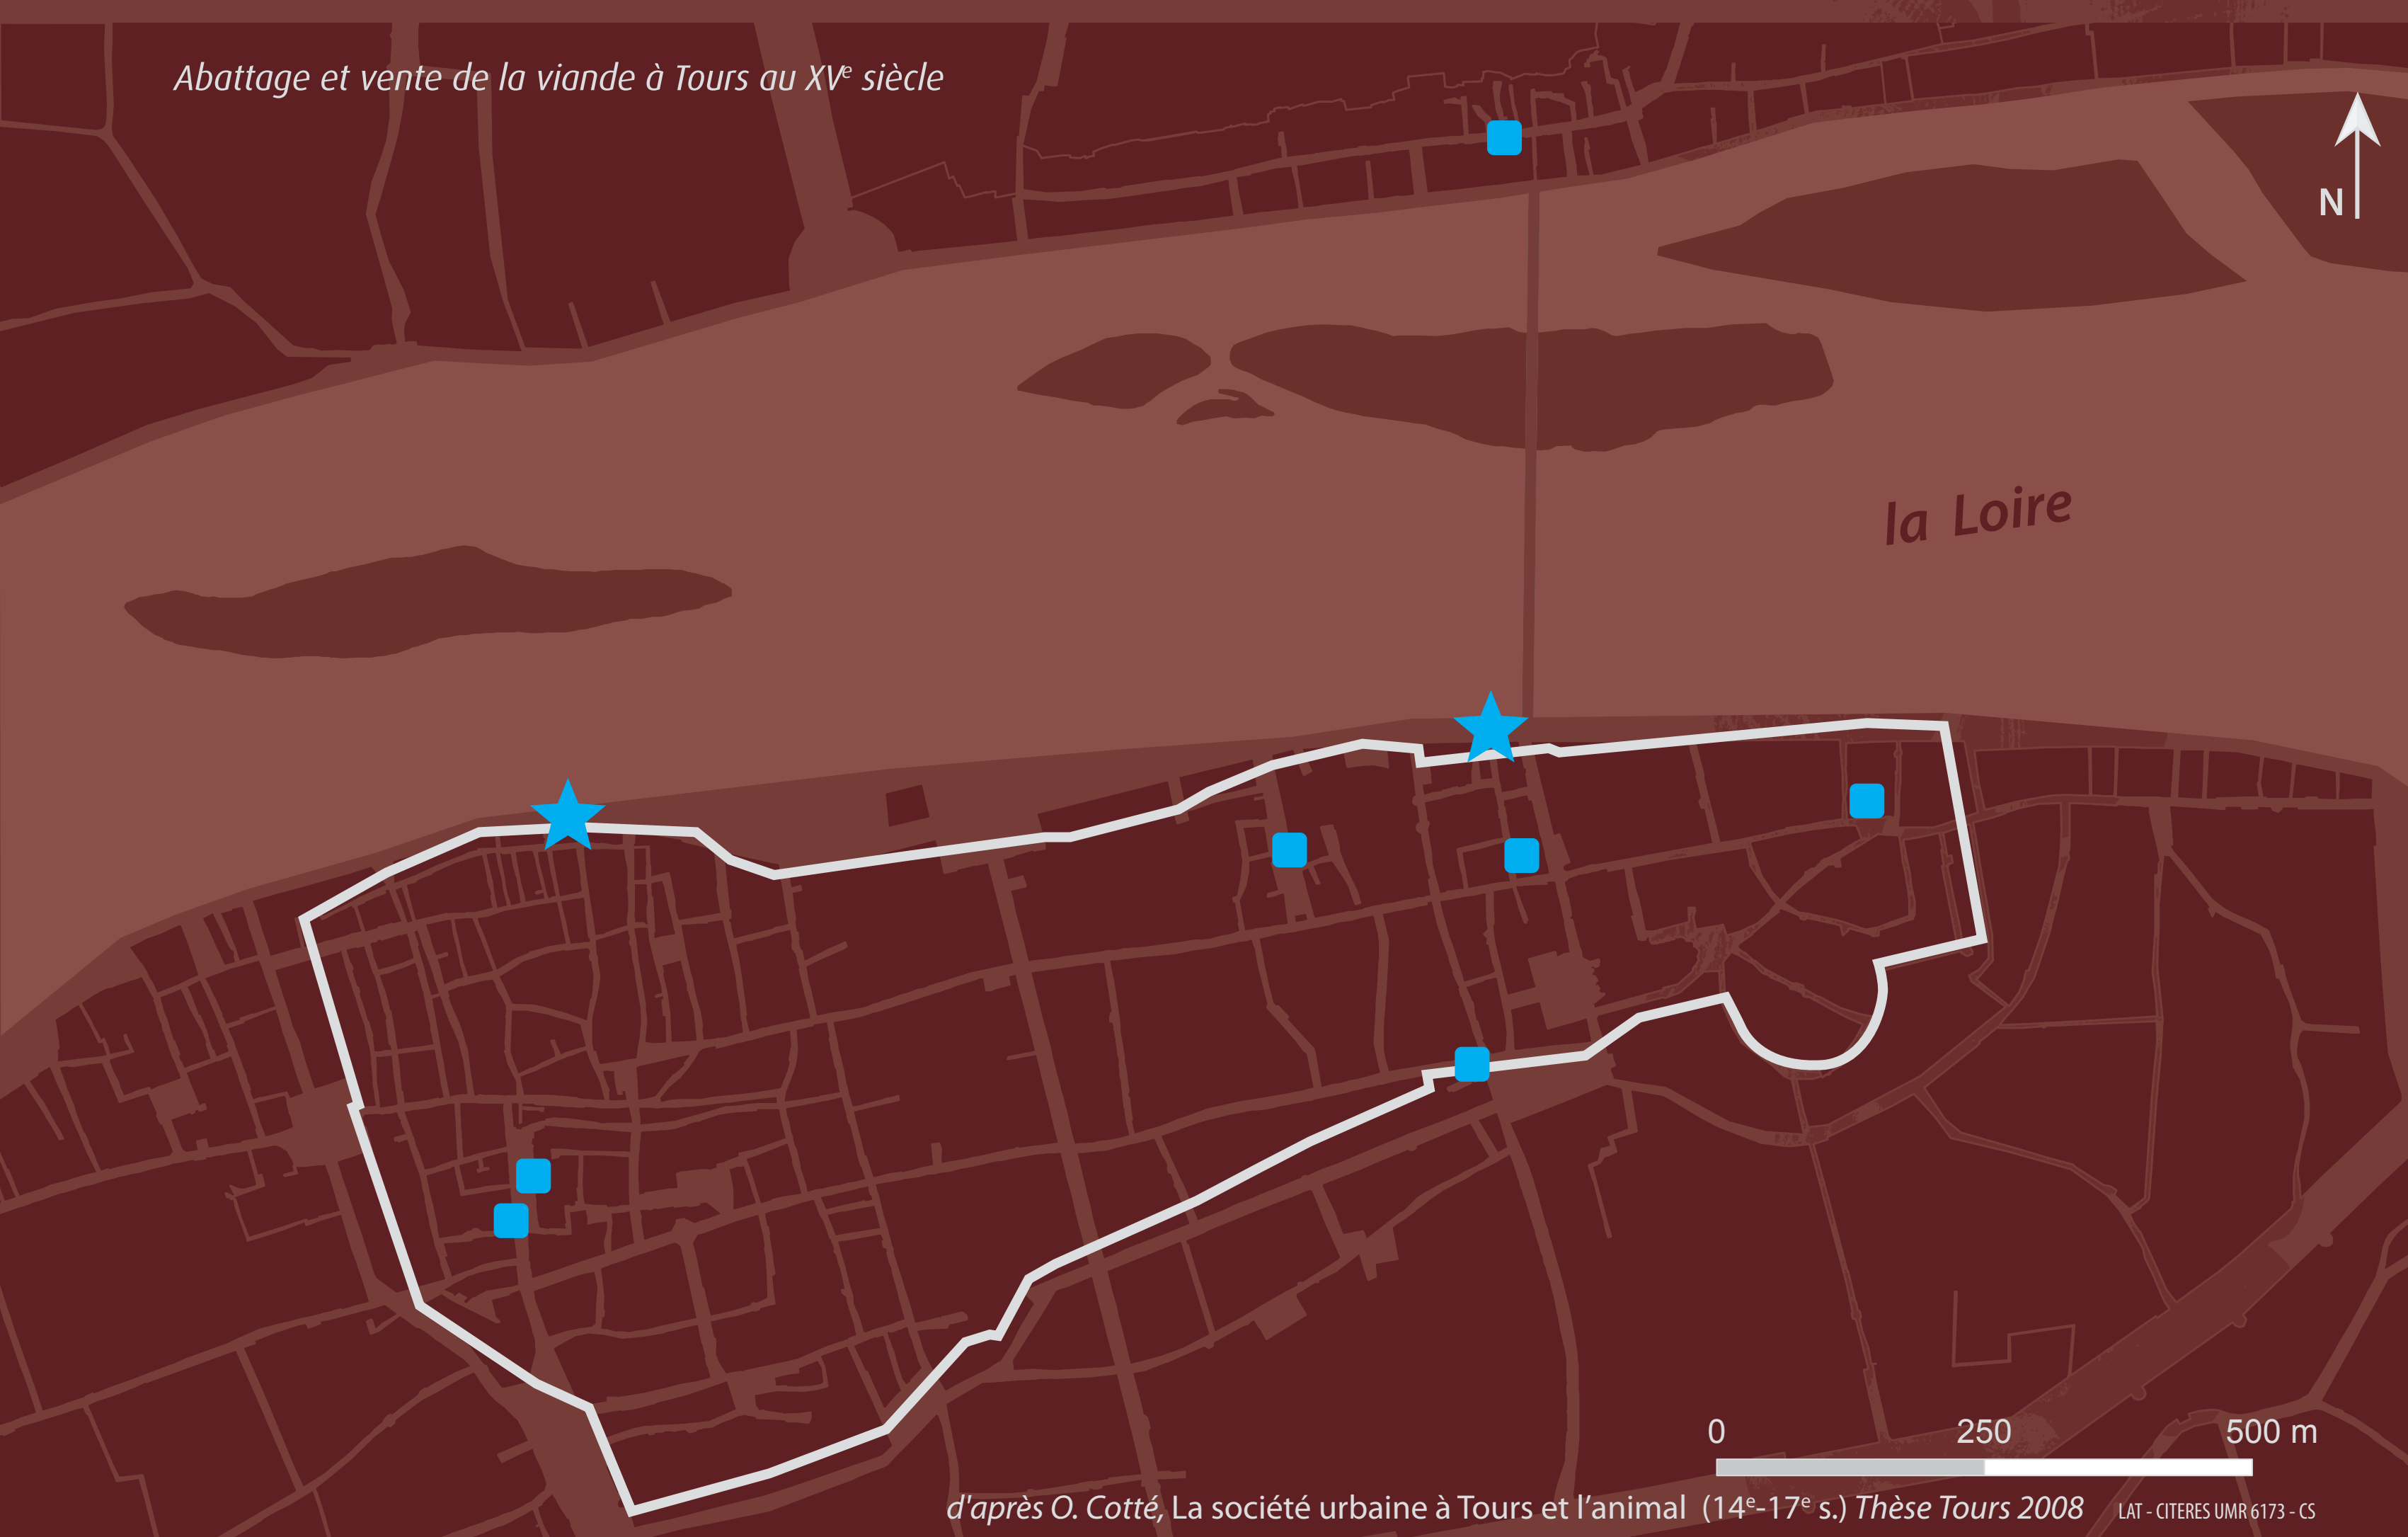 Abattage et vente de la viande à Tours au XVe siècle
N
la Loire
0 250 500 m
d'après O. Cotté, La société urbaine à Tours et l’animal (14e-17e s.) Thèse Tours 2008 LAT - CITERES UMR 6173 - CS